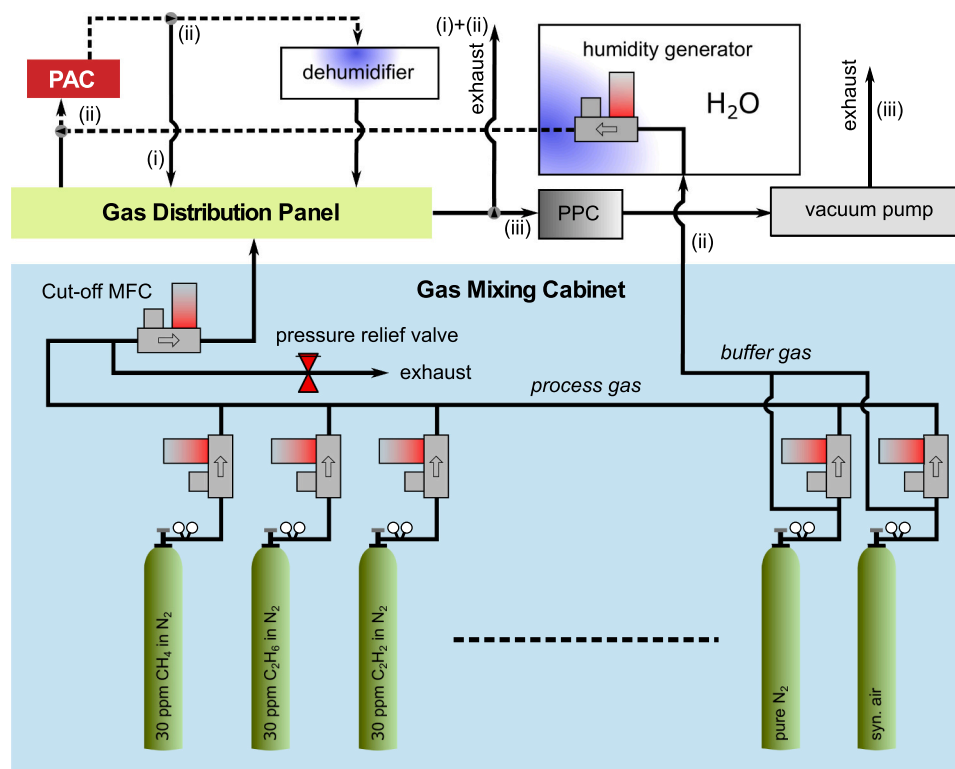 (ii)
(i)+(ii)
exhaust
humidity generator
H₂O
exhaust
(iii)
PAC
dehumidifier
(ii)
(i)
Gas Distribution Panel
(iii)
PPC
(ii)
vacuum pump
Gas Mixing Cabinet
Cut-off MFC
pressure relief valve
exhaust
buffer gas
process gas
30 ppm CH₄ in N₂
30 ppm C₂H₆ in N₂
30 ppm C₂H₂ in N₂
pure N₂
syn. air